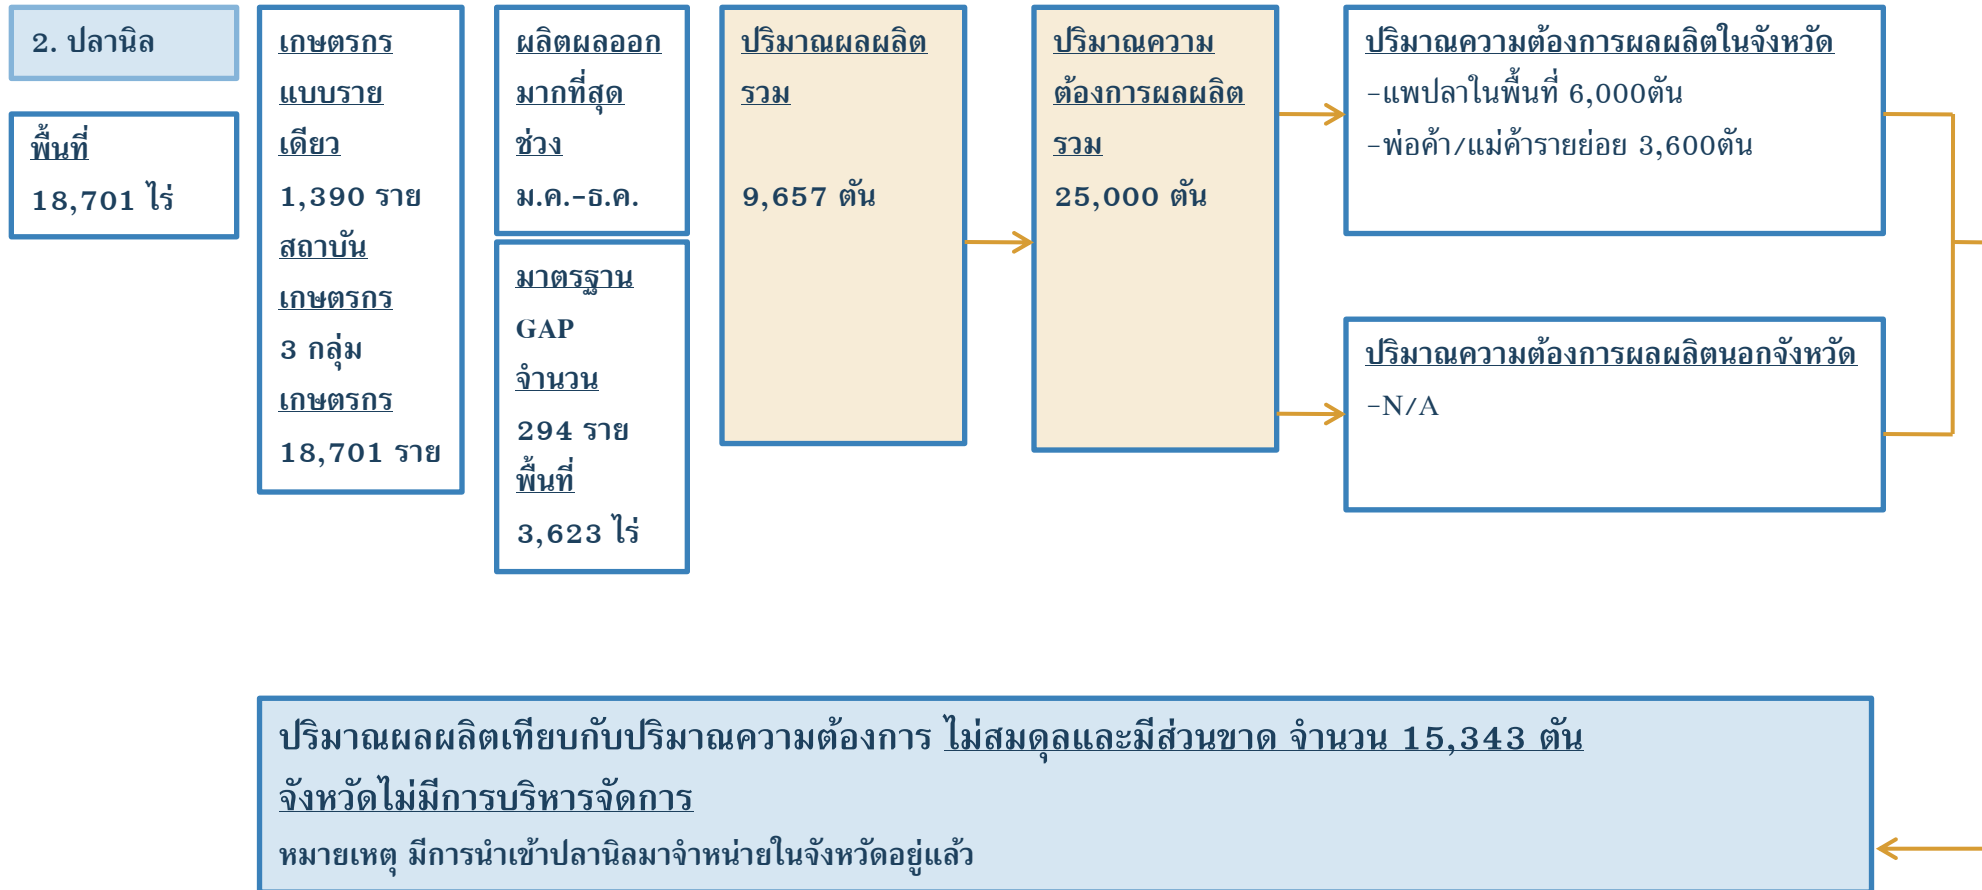 2. ปลานิล
พื้นที่
18,701 ไร่
เกษตรกร
แบบราย
เดียว
1,390 ราย
สถาบัน
เกษตรกร
3 กลุ่ม
เกษตรกร
18,701 ราย
ผลิตผลออก
มากที่สุด
ช่วง
ม.ค.-ธ.ค.
มาตรฐาน
GAP
จำนวน
294 ราย
พื้นที่
3,623 ไร่
ปริมาณผลผลิต
รวม
9,657 ตัน
ปริมาณความ
ต้องการผลผลิต
รวม
25,000 ตัน
ปริมาณความต้องการผลผลิตในจังหวัด
-แพปลาในพื้นที่ 6,000ตัน
-พ่อค้า/แม่ค้ารายย่อย 3,600ตัน
ปริมาณความต้องการผลผลิตนอกจังหวัด
-N/A
ปริมาณผลผลิตเทียบกับปริมาณความต้องการ ไม่สมดุลและมีส่วนขาด จำนวน 15,343 ตัน
จังหวัดไม่มีการบริหารจัดการ
หมายเหตุ มีการนำเข้าปลานิลมาจำหน่ายในจังหวัดอยู่แล้ว